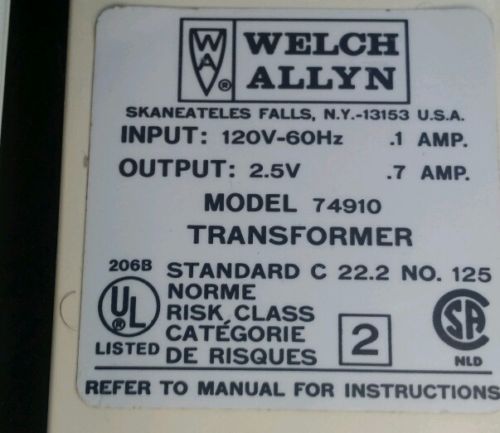 WA® WELCH
ALLYN
SKANEATELES FALLS, N.Y.-13153 U.S.A.
INPUT: 120V-60Hz .1 AMP.
OUTPUT: 2.5V .7 AMP.
MODEL 74910
TRANSFORMER
206B STANDARD C 22.2 NO. 125
UL® NORME
RISK CLASS
CATÉGORIE 2 SA
LISTED DE RISQUES NLD
REFER TO MANUAL FOR INSTRUCTIONS